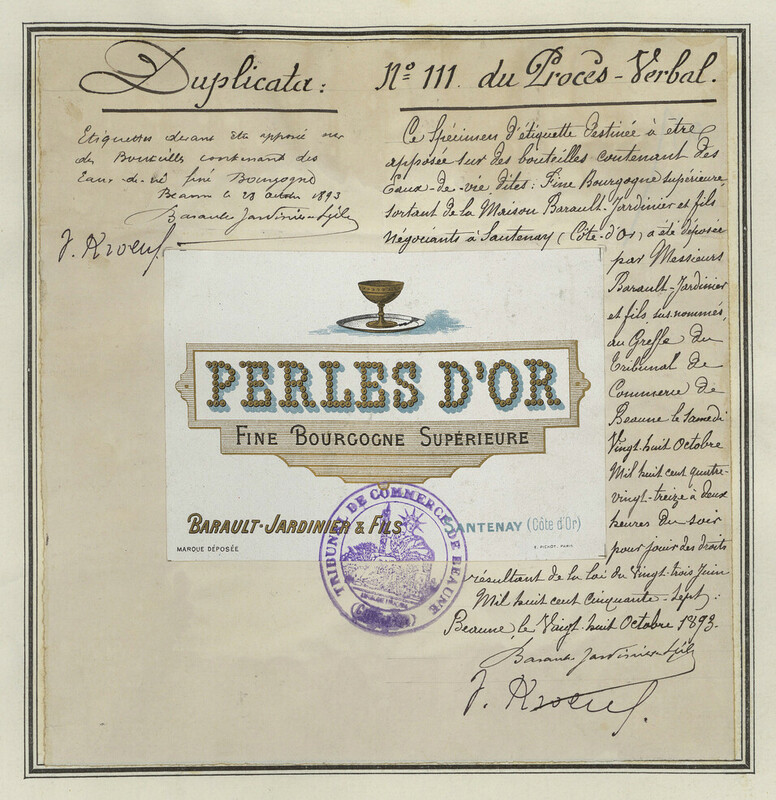 Duplicata:
Nº 111. du Procès-Verbal.
Etiquettes devant être apposé sur
des Bouteilles contenant des
Eaux-de-vie fine Bourgogne
Beaune le 28 octobre 1893
Barault-Jardinier & fils
J. Kroeuf
Ce Spécimen d'étiquette destinée à être
apposée sur des bouteilles contenant des
Eaux-de-vie, dites: Fine Bourgogne supérieure,
sortant de la Maison Barault-Jardinier et fils
négociants à Santenay (Côte-d'Or) a été déposée
par Messieurs
Barault-Jardinier
et fils sus-nommés,
au Greffe du
Tribunal de
Commerce de
Beaune le samedi
Vingt-huit Octobre
Mil huit cent quatre-
vingt-treize à deux
heures du soir
pour jouir des droits
résultant de la loi du Vingt-trois Juin
Mil huit cent cinquante-sept.
Beaune, le Vingt-huit Octobre 1893.
Barault-Jardinier & fils
J. Kroeuf.
PERLES D'OR
FINE BOURGOGNE SUPÉRIEURE
BARAULT-JARDINIER & FILS
SANTENAY (Côte d'Or)
MARQUE DÉPOSÉE
E. PICHOT, PARIS
TRIBUNAL DE COMMERCE DE BEAUNE